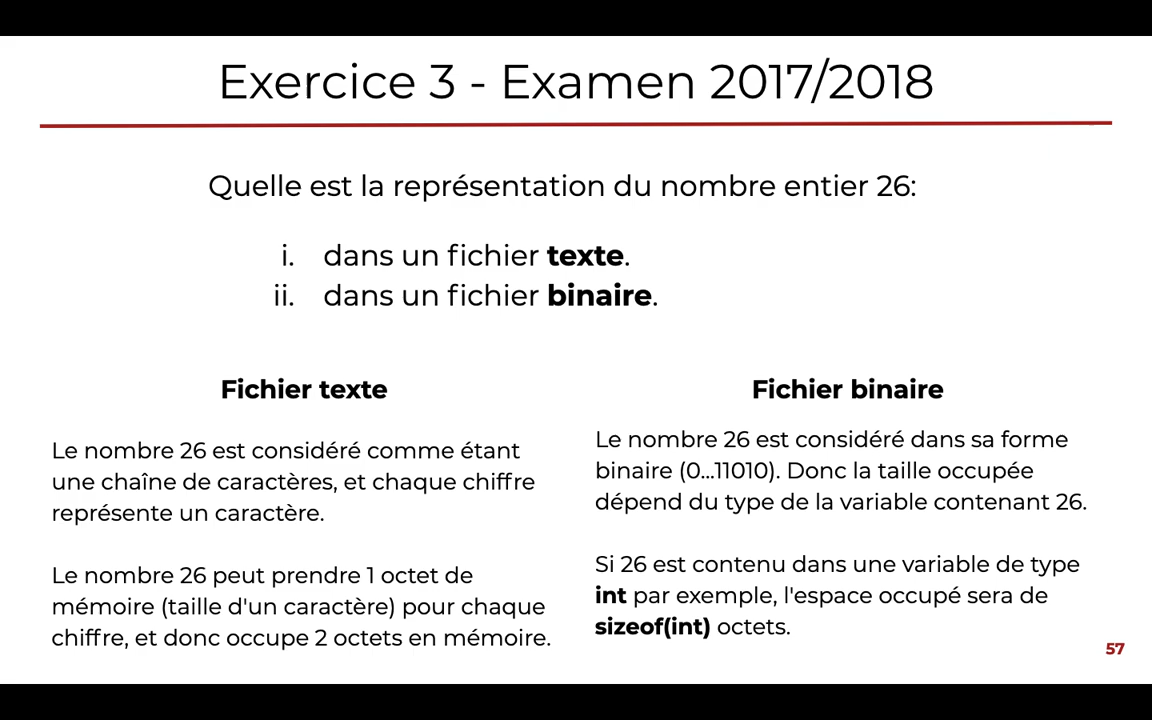 Exercice 3 - Examen 2017/2018
Quelle est la représentation du nombre entier 26:
i. dans un fichier texte.
ii. dans un fichier binaire.
Fichier texte
Le nombre 26 est considéré comme étant
une chaîne de caractères, et chaque chiffre
représente un caractère.
Le nombre 26 peut prendre 1 octet de
mémoire (taille d'un caractère) pour chaque
chiffre, et donc occupe 2 octets en mémoire.
Fichier binaire
Le nombre 26 est considéré dans sa forme
binaire (0...11010). Donc la taille occupée
dépend du type de la variable contenant 26.
Si 26 est contenu dans une variable de type
int par exemple, l'espace occupé sera de
sizeof(int) octets.
57